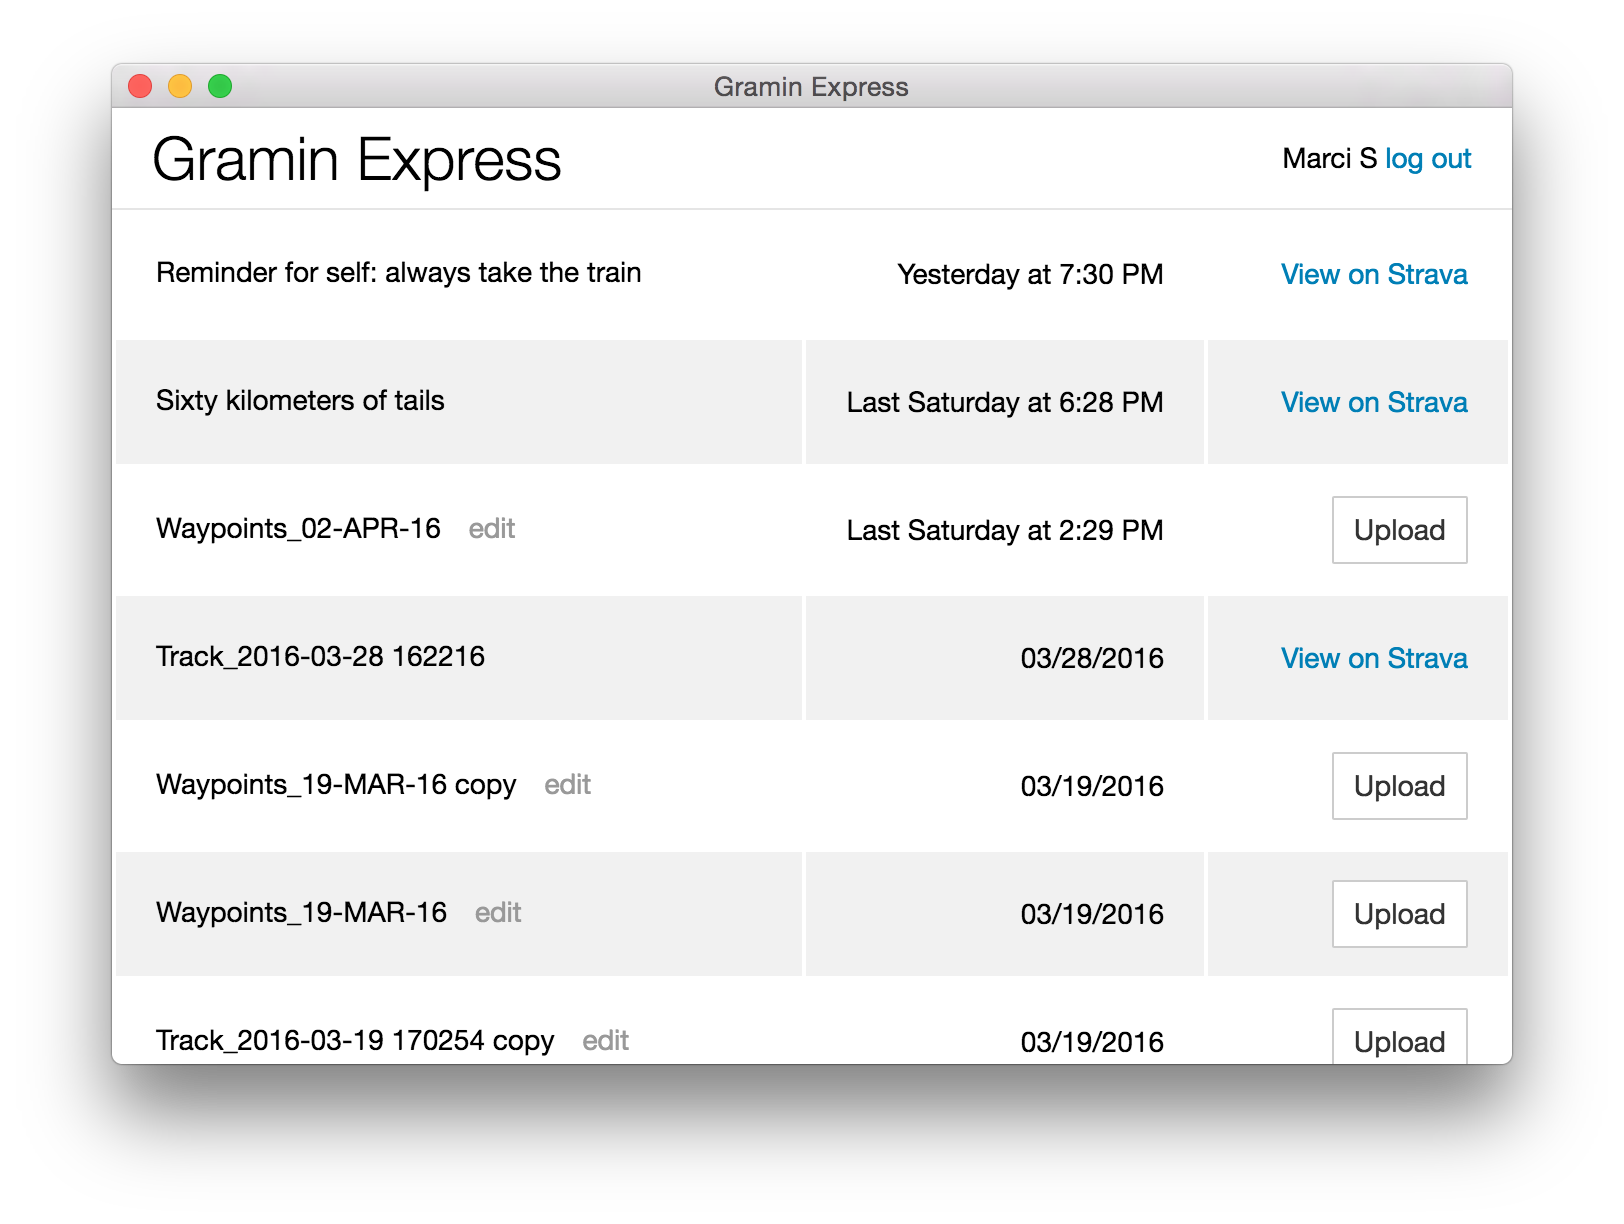 Gramin Express
Gramin Express
Marci S log out
Reminder for self: always take the train Yesterday at 7:30 PM View on Strava
Sixty kilometers of tails Last Saturday at 6:28 PM View on Strava
Waypoints_02-APR-16 edit Last Saturday at 2:29 PM Upload
Track_2016-03-28 162216 03/28/2016 View on Strava
Waypoints_19-MAR-16 copy edit 03/19/2016 Upload
Waypoints_19-MAR-16 edit 03/19/2016 Upload
Track_2016-03-19 170254 copy edit 03/19/2016 Upload